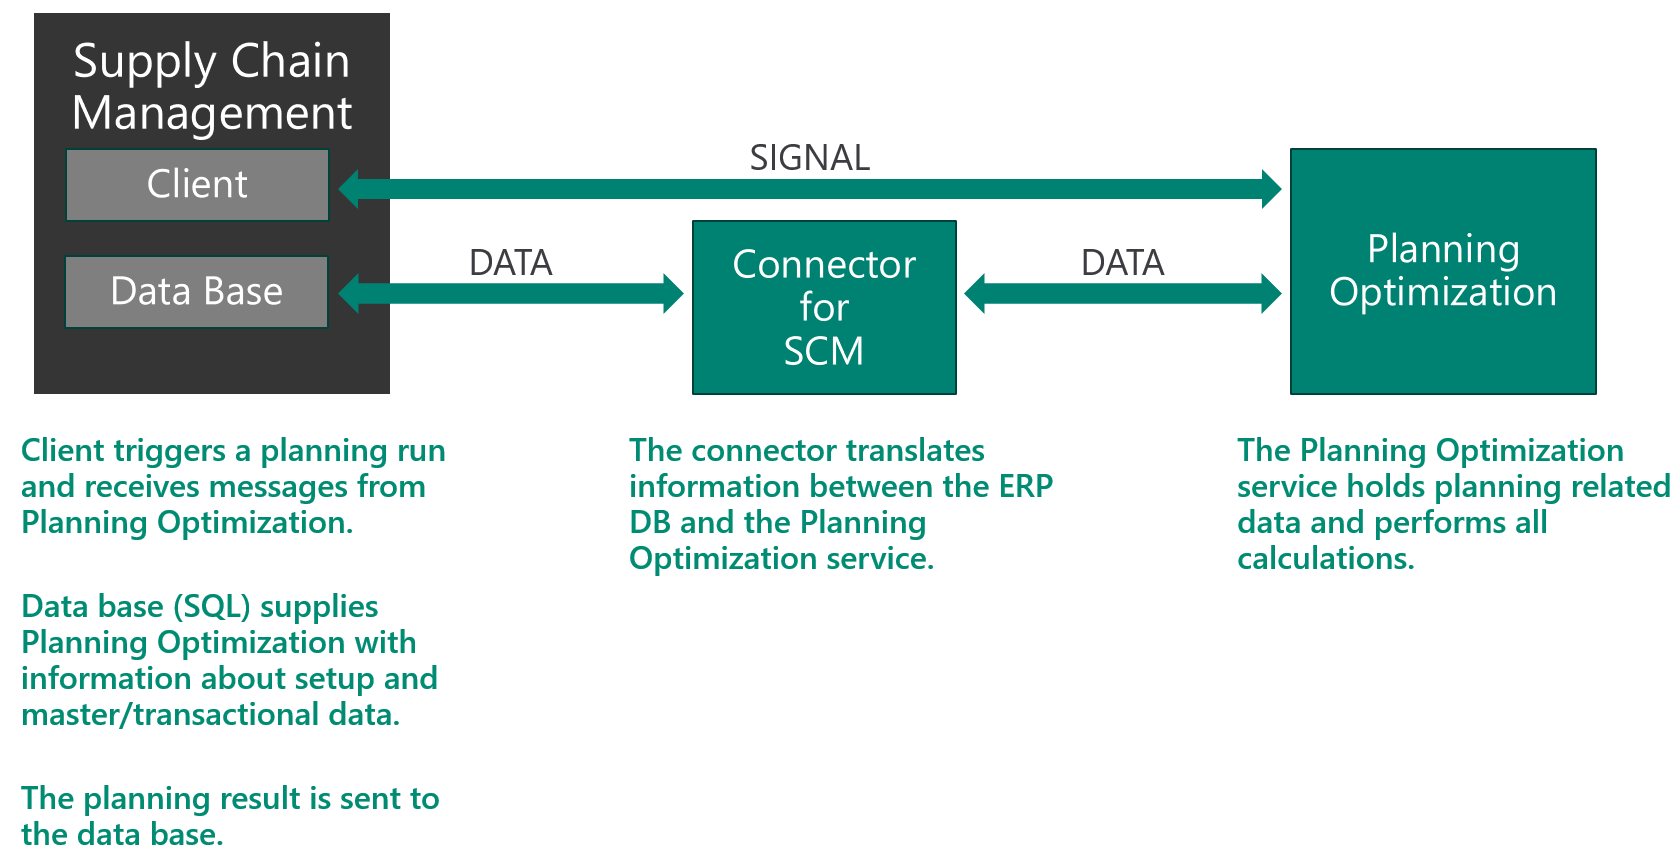 Supply Chain
Management
Client
Data Base
SIGNAL
DATA
Connector
for
SCM
DATA
Planning
Optimization
Client triggers a planning run
and receives messages from
Planning Optimization.
Data base (SQL) supplies
Planning Optimization with
information about setup and
master/transactional data.
The planning result is sent to
the data base.
The connector translates
information between the ERP
DB and the Planning
Optimization service.
The Planning Optimization
service holds planning related
data and performs all
calculations.